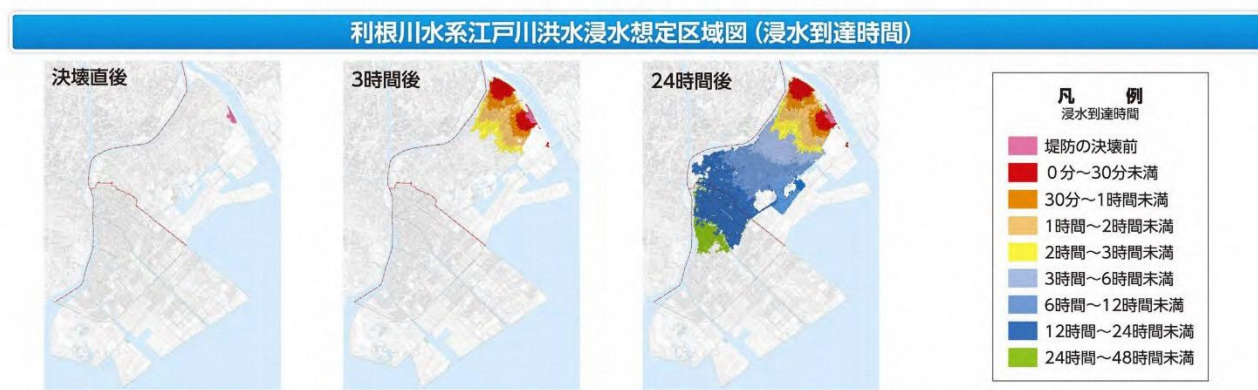 利根川水系江戸川洪水浸水想定区域図(浸水到達時間)
決壊直後
3時間後
24時間後
凡 例
浸水到達時間
堤防の決壊前
0分～30分未満
30分～1時間未満
1時間～2時間未満
2時間～3時間未満
3時間～6時間未満
6時間～12時間未満
12時間～24時間未満
24時間～48時間未満